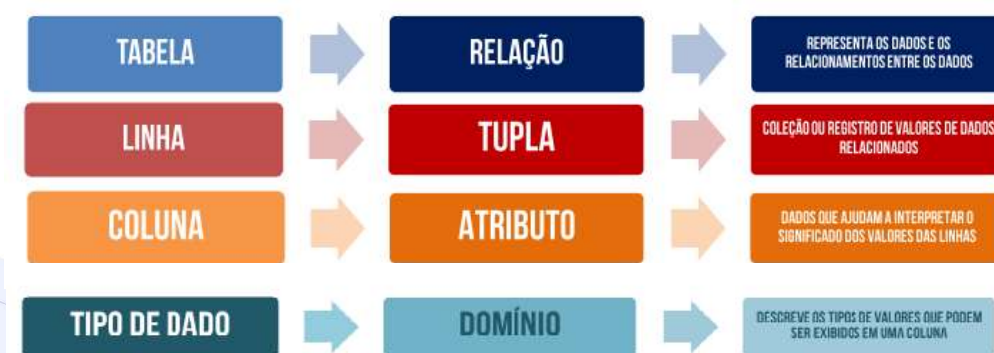 TABELA
RELAÇÃO
REPRESENTA OS DADOS E OS
RELACIONAMENTOS ENTRE OS DADOS
LINHA
TUPLA
COLEÇÃO OU REGISTRO DE VALORES DE DADOS
RELACIONADOS
COLUNA
ATRIBUTO
DADOS QUE AJUDAM A INTERPRETAR O
SIGNIFICADO DOS VALORES DAS LINHAS
TIPO DE DADO
DOMÍNIO
DESCREVE OS TIPOS DE VALORES QUE PODEM
SER EXIBIDOS EM UMA COLUNA